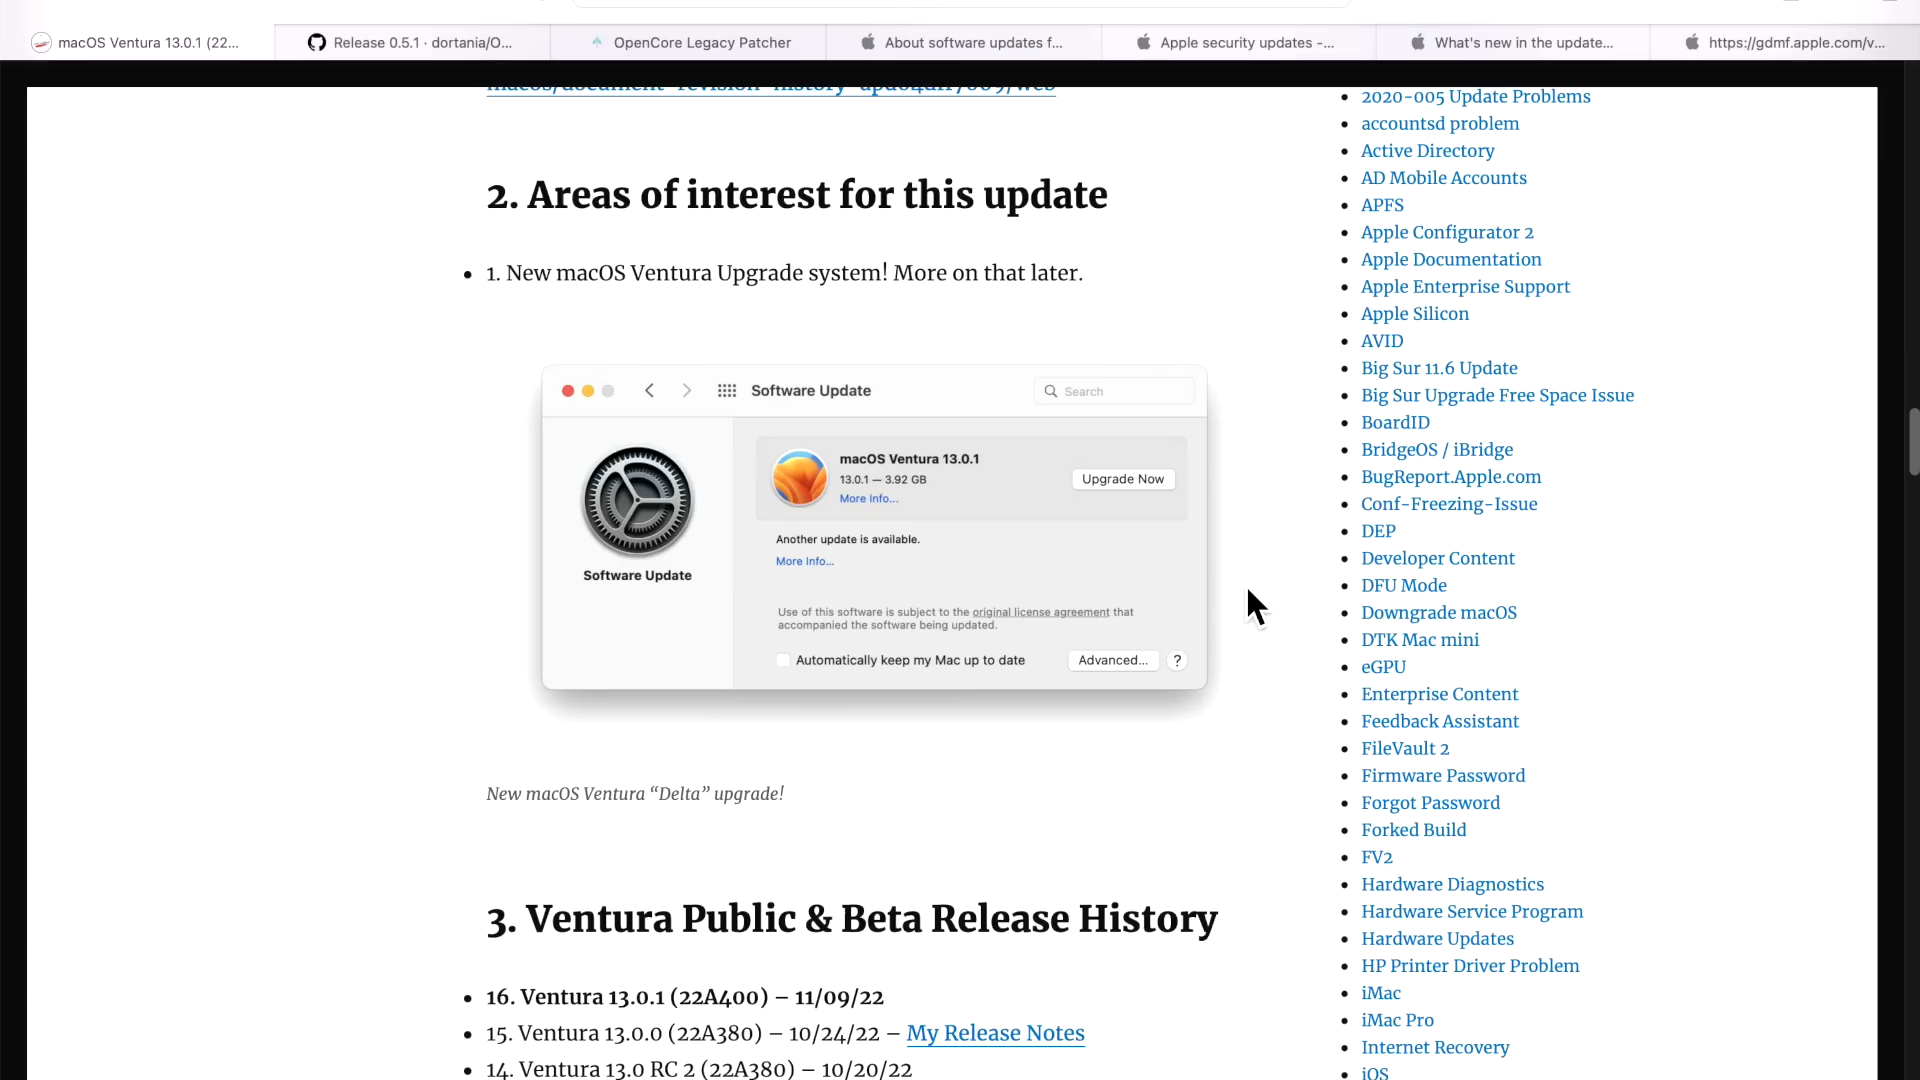 macOS Ventura 13.0.1 (22...
Release 0.5.1 · dortania/O...
OpenCore Legacy Patcher
About software updates f...
Apple security updates -...
What's new in the update...
https://gdmf.apple.com/v...
2. Areas of interest for this update
1. New macOS Ventura Upgrade system! More on that later.
Software Update
Search
Software Update
macOS Ventura 13.0.1
13.0.1 — 3.92 GB
More Info...
Upgrade Now
Another update is available.
More Info...
Use of this software is subject to the original license agreement that
accompanied the software being updated.
Automatically keep my Mac up to date
Advanced...
?
New macOS Ventura “Delta” upgrade!
3. Ventura Public & Beta Release History
16. Ventura 13.0.1 (22A400) – 11/09/22
15. Ventura 13.0.0 (22A380) – 10/24/22 – My Release Notes
14. Ventura 13.0 RC 2 (22A380) – 10/20/22
2020-005 Update Problems
accountsd problem
Active Directory
AD Mobile Accounts
APFS
Apple Configurator 2
Apple Documentation
Apple Enterprise Support
Apple Silicon
AVID
Big Sur 11.6 Update
Big Sur Upgrade Free Space Issue
BoardID
BridgeOS / iBridge
BugReport.Apple.com
Conf-Freezing-Issue
DEP
Developer Content
DFU Mode
Downgrade macOS
DTK Mac mini
eGPU
Enterprise Content
Feedback Assistant
FileVault 2
Firmware Password
Forgot Password
Forked Build
FV2
Hardware Diagnostics
Hardware Service Program
Hardware Updates
HP Printer Driver Problem
iMac
iMac Pro
Internet Recovery
iOS